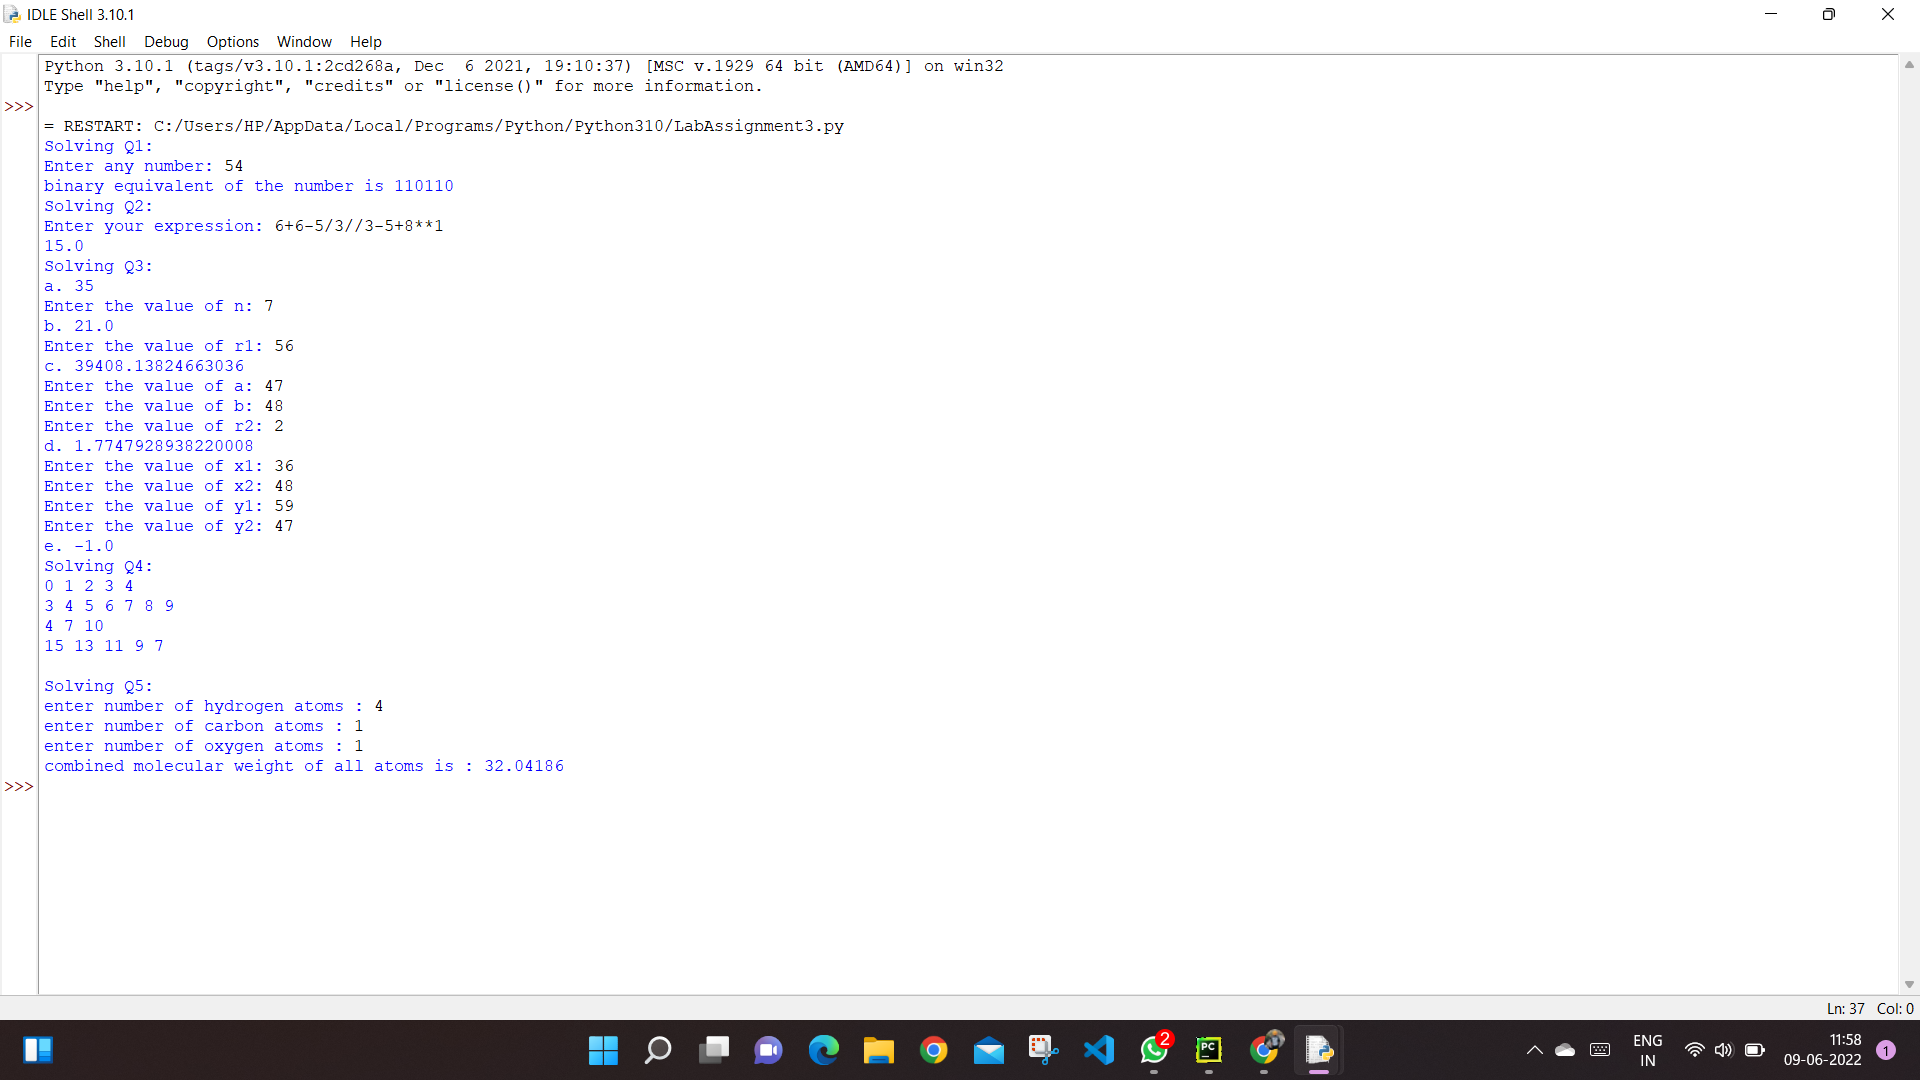 IDLE Shell 3.10.1
File Edit Shell Debug Options Window Help
Python 3.10.1 (tags/v3.10.1:2cd268a, Dec  6 2021, 19:10:37) [MSC v.1929 64 bit (AMD64)] on win32
Type "help", "copyright", "credits" or "license()" for more information.
>>>
= RESTART: C:/Users/HP/AppData/Local/Programs/Python/Python310/LabAssignment3.py
Solving Q1:
Enter any number: 54
binary equivalent of the number is 110110
Solving Q2:
Enter your expression: 6+6-5/3//3-5+8**1
15.0
Solving Q3:
a. 35
Enter the value of n: 7
b. 21.0
Enter the value of r1: 56
c. 39408.13824663036
Enter the value of a: 47
Enter the value of b: 48
Enter the value of r2: 2
d. 1.7747928938220008
Enter the value of x1: 36
Enter the value of x2: 48
Enter the value of y1: 59
Enter the value of y2: 47
e. -1.0
Solving Q4:
0 1 2 3 4
3 4 5 6 7 8 9
4 7 10
15 13 11 9 7
Solving Q5:
enter number of hydrogen atoms : 4
enter number of carbon atoms : 1
enter number of oxygen atoms : 1
combined molecular weight of all atoms is : 32.04186
>>>
Ln: 37 Col: 0
2
PC
ENG
IN
11:58
09-06-2022
1